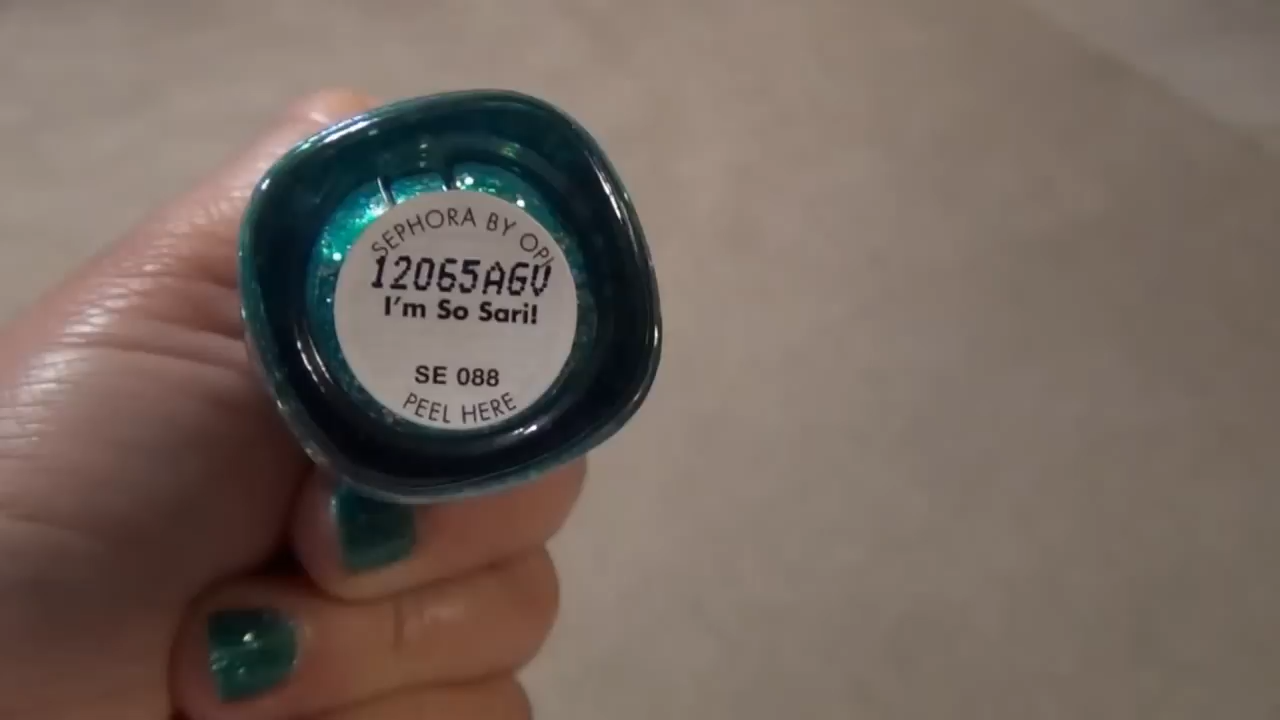 SEPHORA BY OPI
12065AGV
I'm So Sari!
SE 088
PEEL HERE